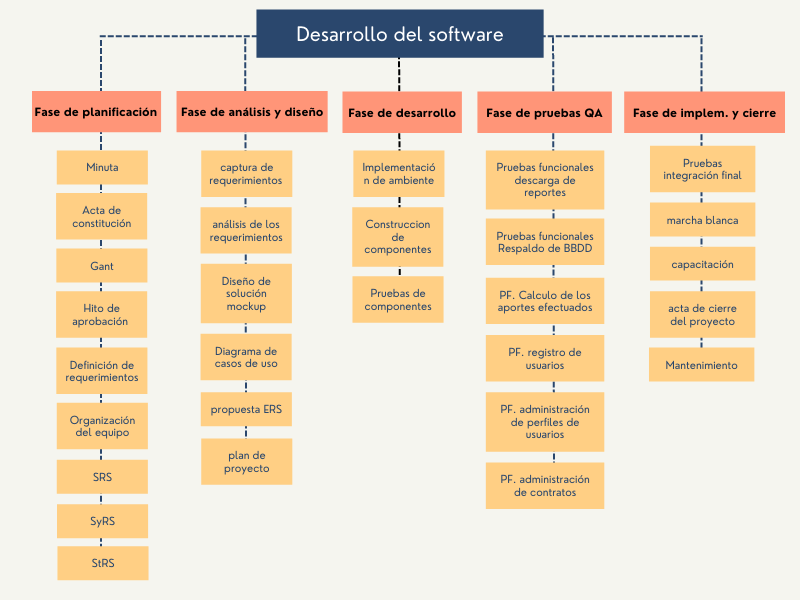 Desarrollo del software
Fase de planificación
Minuta
Acta de
constitución
Gant
Hito de
aprobación
Definición de
requerimientos
Organización
del equipo
SRS
SyRS
StRS
Fase de análisis y diseño
captura de
requerimientos
análisis de los
requerimientos
Diseño de
solución
mockup
Diagrama de
casos de uso
propuesta ERS
plan de
proyecto
Fase de desarrollo
Implementació
n de ambiente
Construccion
de
componentes
Pruebas de
componentes
Fase de pruebas QA
Pruebas funcionales
descarga de
reportes
Pruebas funcionales
Respaldo de BBDD
PF. Calculo de los
aportes efectuados
PF. registro de
usuarios
PF. administración
de perfiles de
usuarios
PF. administración
de contratos
Fase de implem. y cierre
Pruebas
integración final
marcha blanca
capacitación
acta de cierre
del proyecto
Mantenimiento